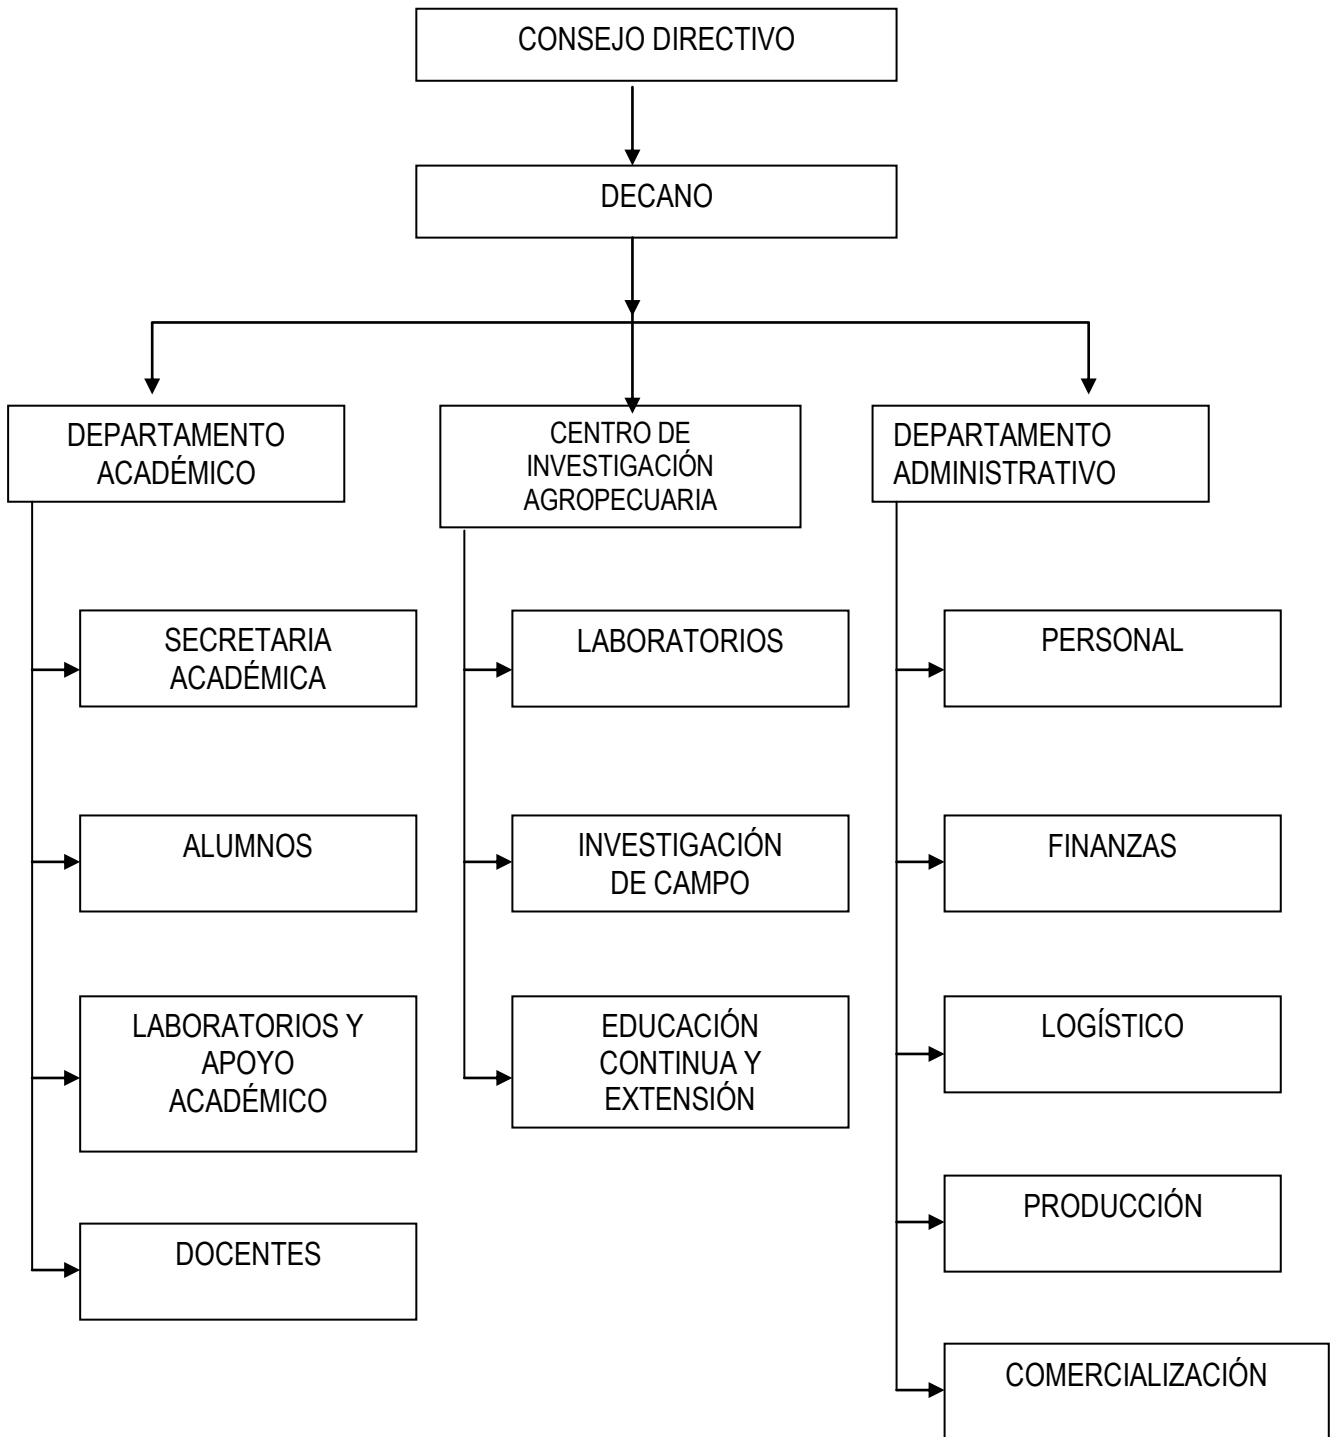 CONSEJO DIRECTIVO
DECANO
DEPARTAMENTO
ACADÉMICO
CENTRO DE
INVESTIGACIÓN
AGROPECUARIA
DEPARTAMENTO
ADMINISTRATIVO
SECRETARIA
ACADÉMICA
LABORATORIOS
PERSONAL
ALUMNOS
INVESTIGACIÓN
DE CAMPO
FINANZAS
LABORATORIOS Y
APOYO
ACADÉMICO
EDUCACIÓN
CONTINUA Y
EXTENSIÓN
LOGÍSTICO
PRODUCCIÓN
DOCENTES
COMERCIALIZACIÓN